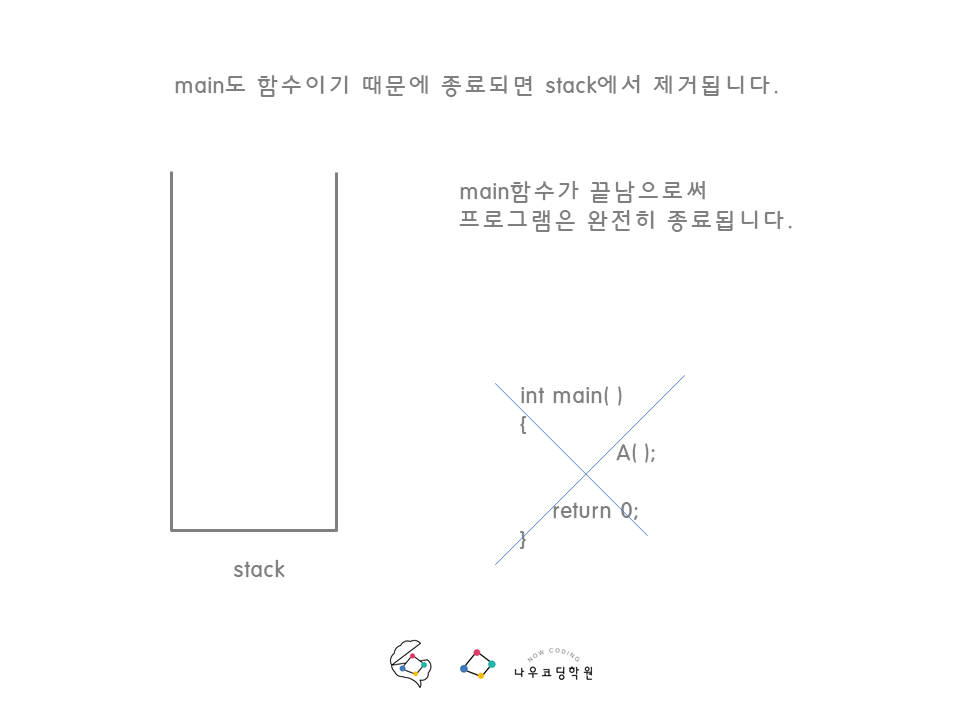 main도 함수이기 때문에 종료되면 stack에서 제거됩니다.
main함수가 끝남으로써
프로그램은 완전히 종료됩니다.
int main( )
{
A( );
return 0;
}
stack
NOW CODING
나우코딩학원